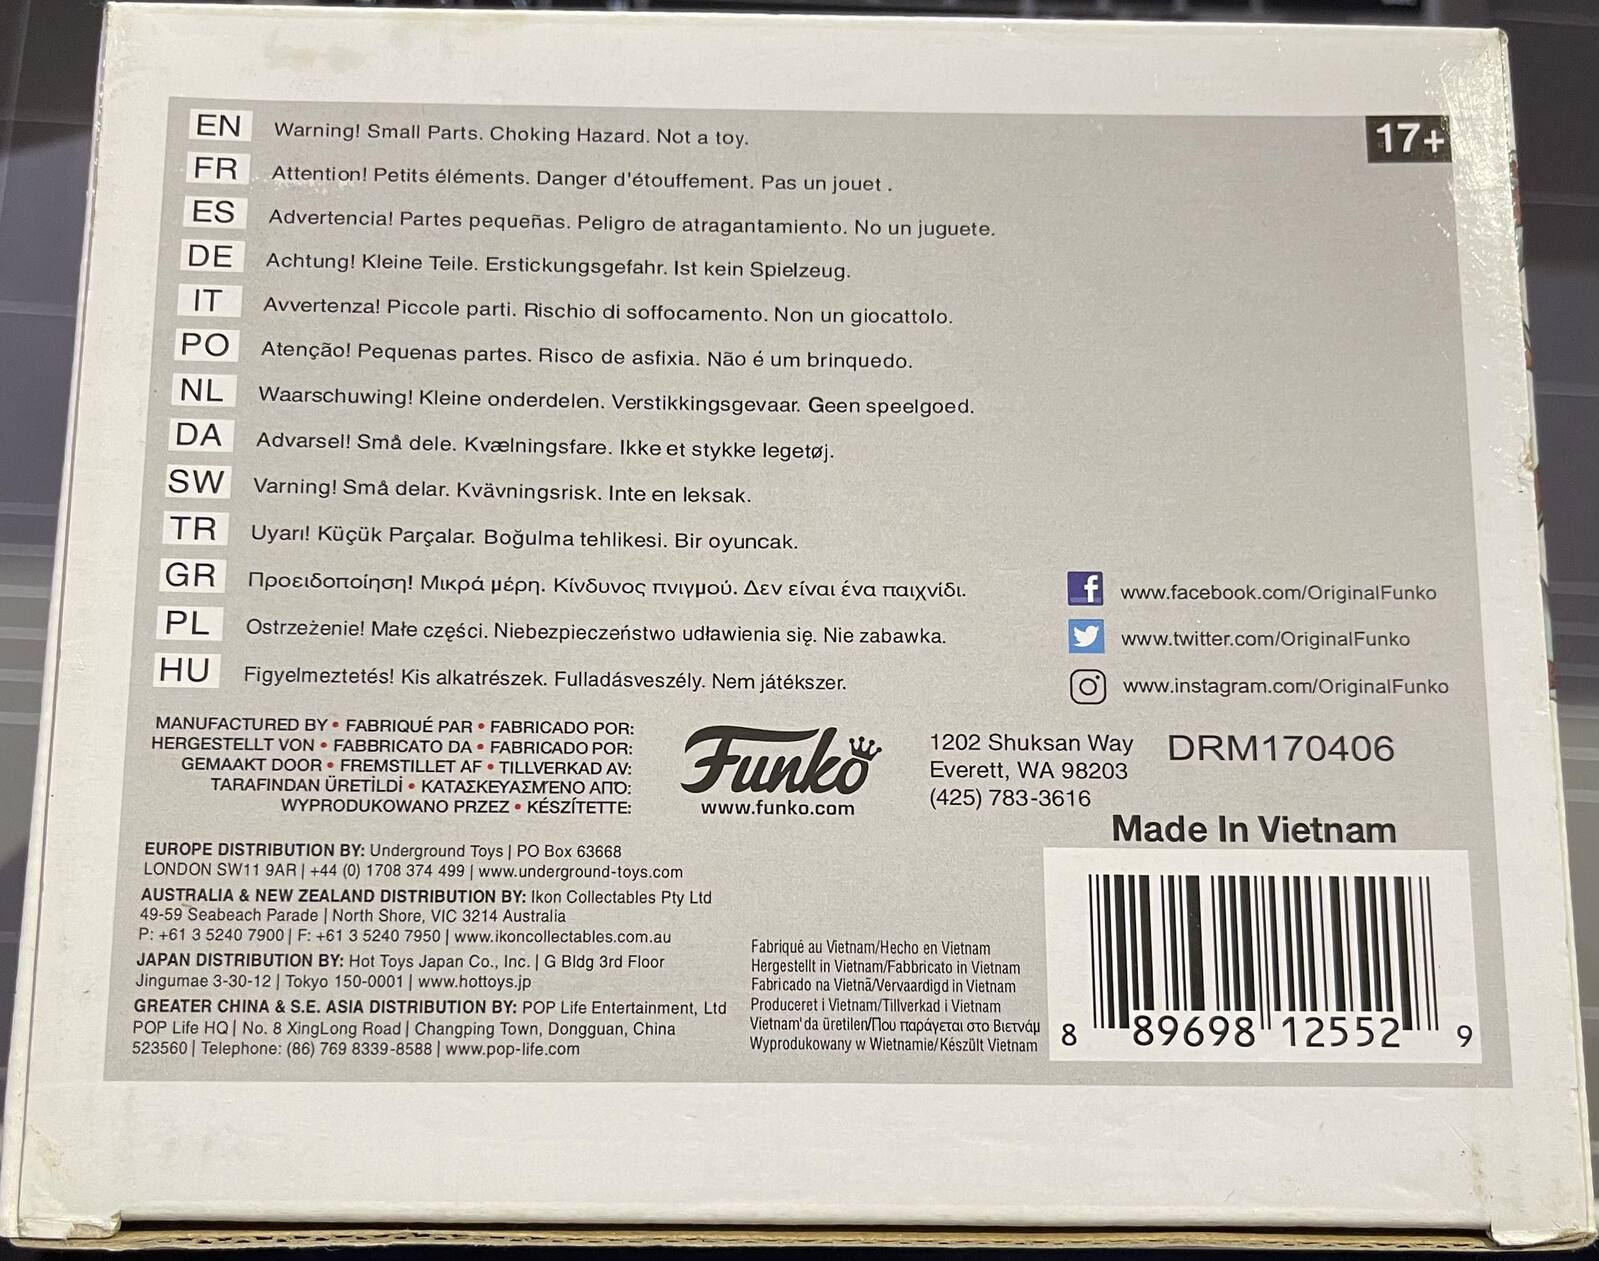 EN Warning! Small Parts. Choking Hazard. Not a toy.
17+
FR Attention! Petits éléments. Danger d'étouffement. Pas un jouet .
ES Advertencia! Partes pequeñas. Peligro de atragantamiento. No un juguete.
DE Achtung! Kleine Teile. Erstickungsgefahr. Ist kein Spielzeug.
IT Avvertenza! Piccole parti. Rischio di soffocamento. Non un giocattolo.
PO Atenção! Pequenas partes. Risco de asfixia. Não é um brinquedo.
NL Waarschuwing! Kleine onderdelen. Verstikkingsgevaar. Geen speelgoed.
DA Advarsel! Små dele. Kvælningsfare. Ikke et stykke legetøj.
SW Varning! Små delar. Kvävningsrisk. Inte en leksak.
TR Uyarı! Küçük Parçalar. Boğulma tehlikesi. Bir oyuncak.
GR Προειδοποίηση! Μικρά μέρη. Κίνδυνος πνιγμού. Δεν είναι ένα παιχνίδι.
PL Ostrzeżenie! Małe części. Niebezpieczeństwo udławienia się. Nie zabawka.
HU Figyelmeztetés! Kis alkatrészek. Fulladásveszély. Nem játékszer.
www.facebook.com/OriginalFunko
www.twitter.com/OriginalFunko
www.instagram.com/OriginalFunko
MANUFACTURED BY • FABRIQUÉ PAR • FABRICADO POR:
HERGESTELLT VON • FABBRICATO DA • FABRICADO POR:
GEMAAKT DOOR • FREMSTILLET AF • TILLVERKAD AV:
TARAFINDAN ÜRETİLDİ • ΚΑΤΑΣΚΕΥΑΣΜΈΝΟ ΑΠΌ:
WYPRODUKOWANO PRZEZ • KÉSZÍTETTE:
Funko
www.funko.com
1202 Shuksan Way
Everett, WA 98203
(425) 783-3616
DRM170406
Made In Vietnam
EUROPE DISTRIBUTION BY: Underground Toys | PO Box 63668
LONDON SW11 9AR | +44 (0) 1708 374 499 | www.underground-toys.com
AUSTRALIA & NEW ZEALAND DISTRIBUTION BY: Ikon Collectables Pty Ltd
49-59 Seabeach Parade | North Shore, VIC 3214 Australia
P: +61 3 5240 7900 | F: +61 3 5240 7950 | www.ikoncollectables.com.au
JAPAN DISTRIBUTION BY: Hot Toys Japan Co., Inc. | G Bldg 3rd Floor
Jingumae 3-30-12 | Tokyo 150-0001 | www.hottoys.jp
GREATER CHINA & S.E. ASIA DISTRIBUTION BY: POP Life Entertainment, Ltd
POP Life HQ | No. 8 XingLong Road | Changping Town, Dongguan, China
523560 | Telephone: (86) 769 8339-8588 | www.pop-life.com
Fabriqué au Vietnam/Hecho en Vietnam
Hergestellt in Vietnam/Fabbricato in Vietnam
Fabricado na Vietnã/Vervaardigd in Vietnam
Produceret i Vietnam/Tillverkad i Vietnam
Vietnam'da üretilen/Που παράγεται στο Βιετνάμ
Wyprodukowany w Wietnamie/Készült Vietnam
8 89698 12552 9